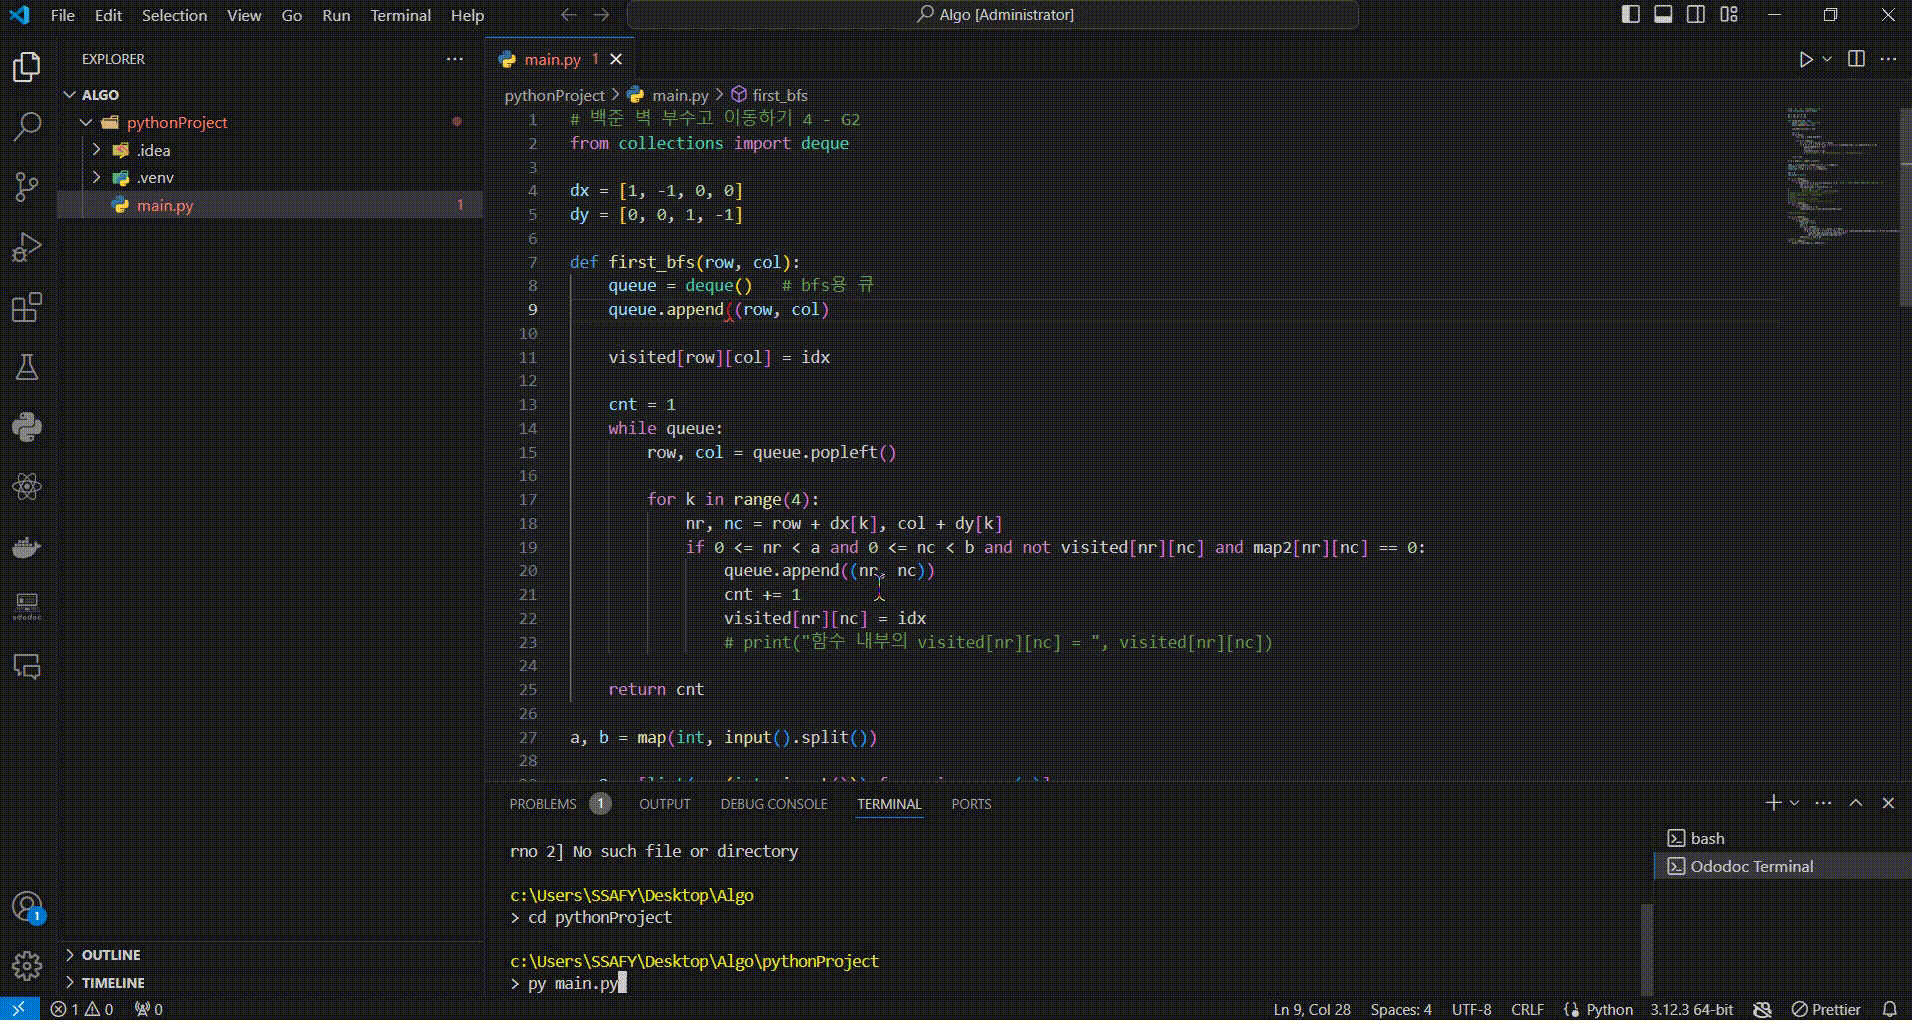 File Edit Selection View Go Run Terminal Help
Algo [Administrator]
EXPLORER
ALGO
pythonProject
.idea
.venv
main.py 1
OUTLINE
TIMELINE
main.py 1
pythonProject > main.py > first_bfs
1 # 백준 벽 부수고 이동하기 4 - G2
2 from collections import deque
3
4 dx = [1, -1, 0, 0]
5 dy = [0, 0, 1, -1]
6
7 def first_bfs(row, col):
8 queue = deque() # bfs용 큐
9 queue.append((row, col)
10
11 visited[row][col] = idx
12
13 cnt = 1
14 while queue:
15 row, col = queue.popleft()
16
17 for k in range(4):
18 nr, nc = row + dx[k], col + dy[k]
19 if 0 <= nr < a and 0 <= nc < b and not visited[nr][nc] and map2[nr][nc] == 0:
20 queue.append((nr, nc))
21 cnt += 1
22 visited[nr][nc] = idx
23 # print("함수 내부의 visited[nr][nc] = ", visited[nr][nc])
24
25 return cnt
26
27 a, b = map(int, input().split())
28
PROBLEMS 1 OUTPUT DEBUG CONSOLE TERMINAL PORTS
rno 2] No such file or directory
c:\Users\SSAFY\Desktop\Algo
> cd pythonProject
c:\Users\SSAFY\Desktop\Algo\pythonProject
> py main.py
bash
Ododoc Terminal
1
1 0 0
Ln 9, Col 28 Spaces: 4 UTF-8 CRLF Python 3.12.3 64-bit Prettier